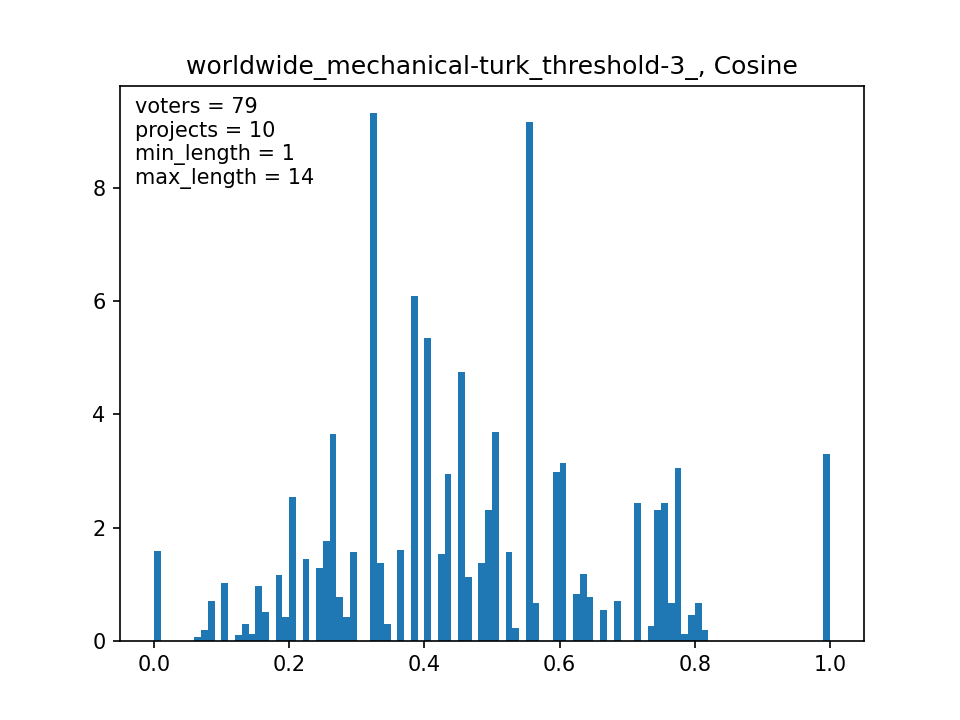 worldwide_mechanical-turk_threshold-3_, Cosine
voters = 79
projects = 10
min_length = 1
max_length = 14
8
6
4
2
0
0.0 0.2 0.4 0.6 0.8 1.0